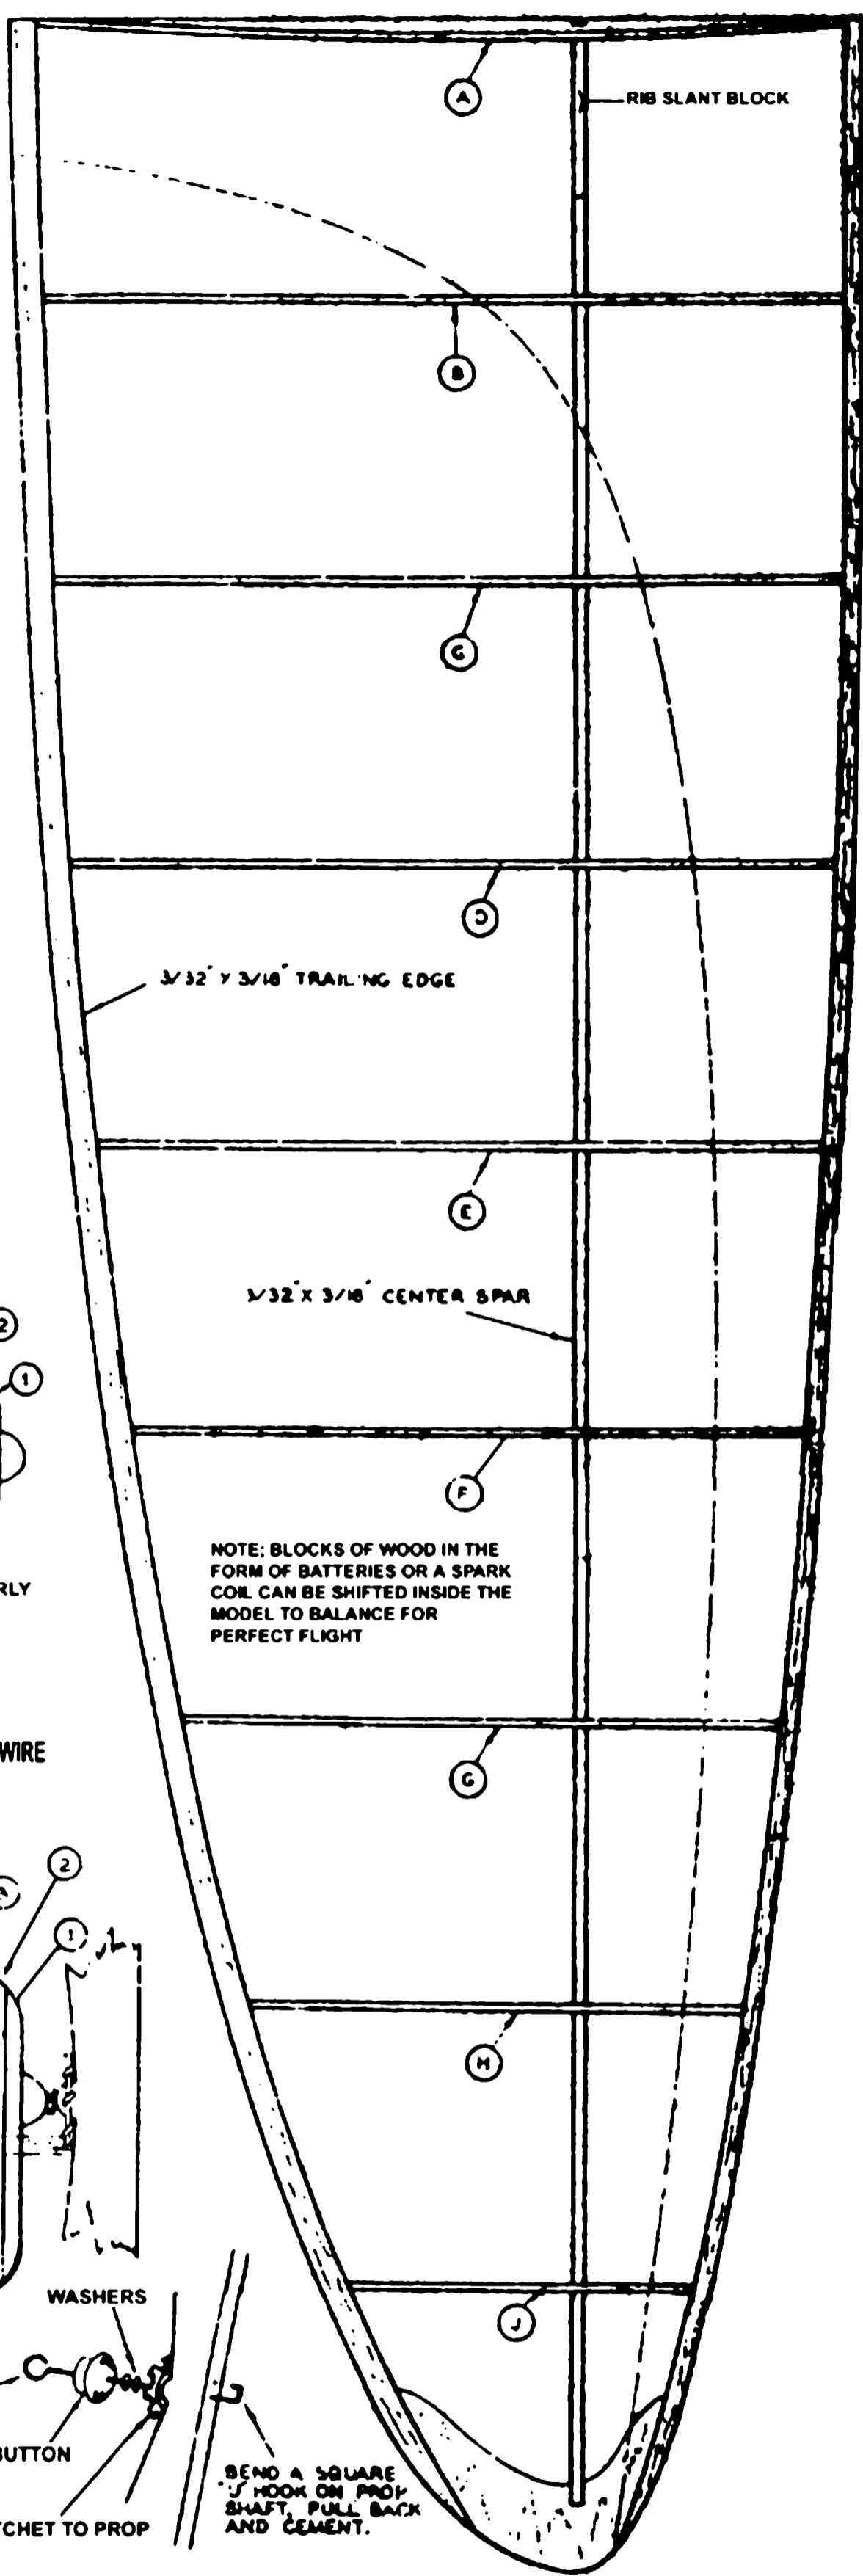 A
RIB SLANT BLOCK
B
C
D
3/32" X 3/16" TRAILING EDGE
E
3/32" X 3/16" CENTER SPAR
2
1
F
NOTE: BLOCKS OF WOOD IN THE
FORM OF BATTERIES OR A SPARK
COIL CAN BE SHIFTED INSIDE THE
MODEL TO BALANCE FOR
PERFECT FLIGHT
RLY
G
WIRE
2
1
H
J
WASHERS
BUTTON
BEND A SQUARE
"J" HOOK ON PROP
SHAFT, PULL BACK
AND CEMENT.
TCHET TO PROP